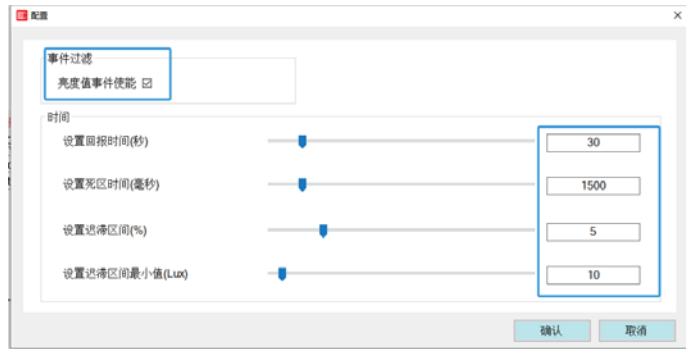 配置
事件过滤
亮度值事件使能
时间
设置回报时间(秒) 30
设置死区时间(毫秒) 1500
设置迟滞区间(%) 5
设置迟滞区间最小值(Lux) 10
确认 取消